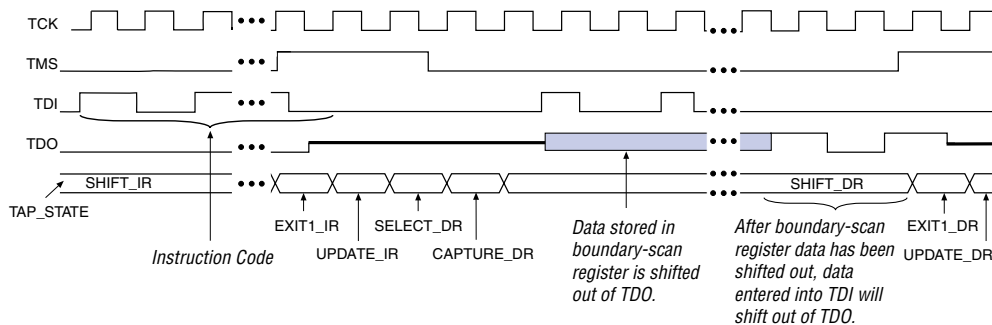 TCK
TMS
TDI
TDO
SHIFT_IR
SHIFT_DR
TAP_STATE
EXIT1_IR
SELECT_DR
UPDATE_IR
CAPTURE_DR
EXIT1_DR
UPDATE_DR
Instruction Code
Data stored in
boundary-scan
register is shifted
out of TDO.
After boundary-scan
register data has been
shifted out, data
entered into TDI will
shift out of TDO.